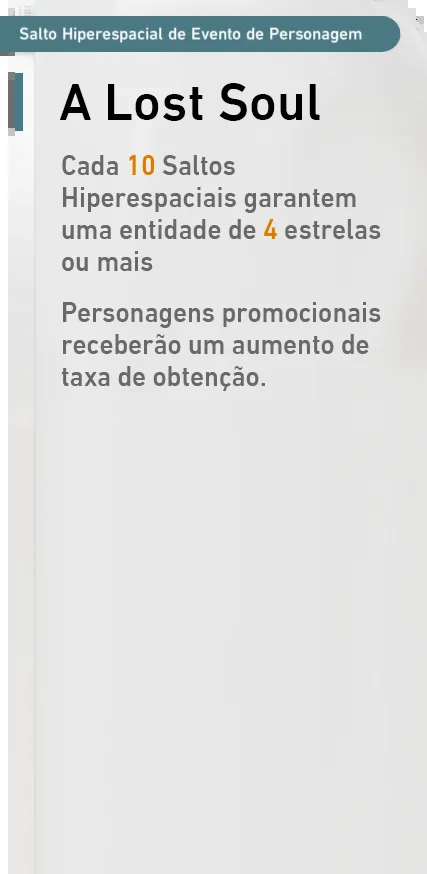 Salto Hiperespacial de Evento de Personagem
A Lost Soul
Cada 10 Saltos
Hiperespaciais garantem
uma entidade de 4 estrelas
ou mais
Personagens promocionais
receberão um aumento de
taxa de obtenção.